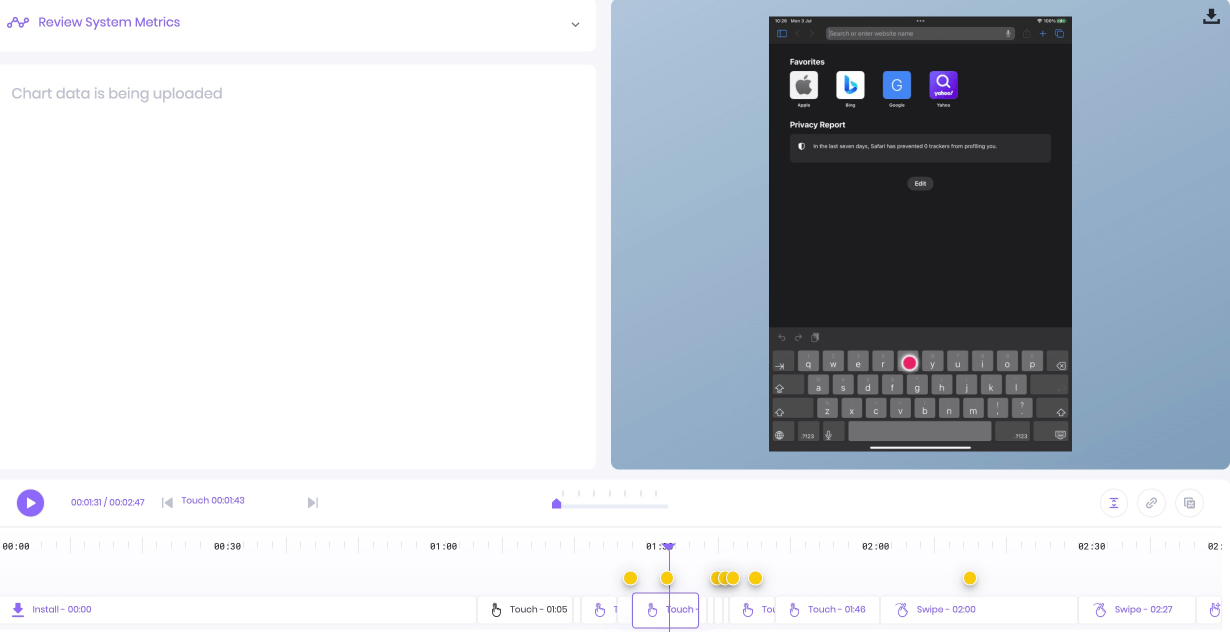 Review System Metrics
Chart data is being uploaded
10:26 Mon 3 Jul
100%
Search or enter website name
Favorites
G
yahoo!
Apple Bing Google Yahoo
Privacy Report
In the last seven days, Safari has prevented 0 trackers from profiling you.
Edit
q w e r y u i o p
a s d f g h j k l
z x c v b n m ! , ? .
.?123 .?123
00:01:31 / 00:02:47 Touch 00:01:43
00:00 00:30 01:00 02:00 02:30 02:
Install - 00:00 Touch - 01:05 Touch - Touch - 01:46 Swipe - 02:00 Swipe - 02:27